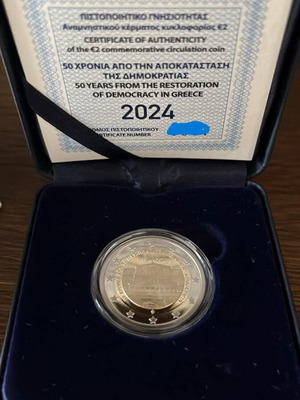 ΠΙΣΤΟΠΟΙΗΤΙΚΟ ΓΝΗΣΙΟΤΗΤΑΣ
Αναμνηστικού κέρματος κυκλοφορίας €2
CERTIFICATE OF AUTHENTICITY
of the €2 commemorative circulation coin
50 ΧΡΟΝΙΑ ΑΠΟ ΤΗΝ ΑΠΟΚΑΤΑΣΤΑΣΗ
ΤΗΣ ΔΗΜΟΚΡΑΤΙΑΣ
50 YEARS FROM THE RESTORATION
OF DEMOCRACY IN GREECE
2024
ΠΙΣΤΟΠΟΙΗΤΙΚΟΥ
CERTIFICATE NUMBER